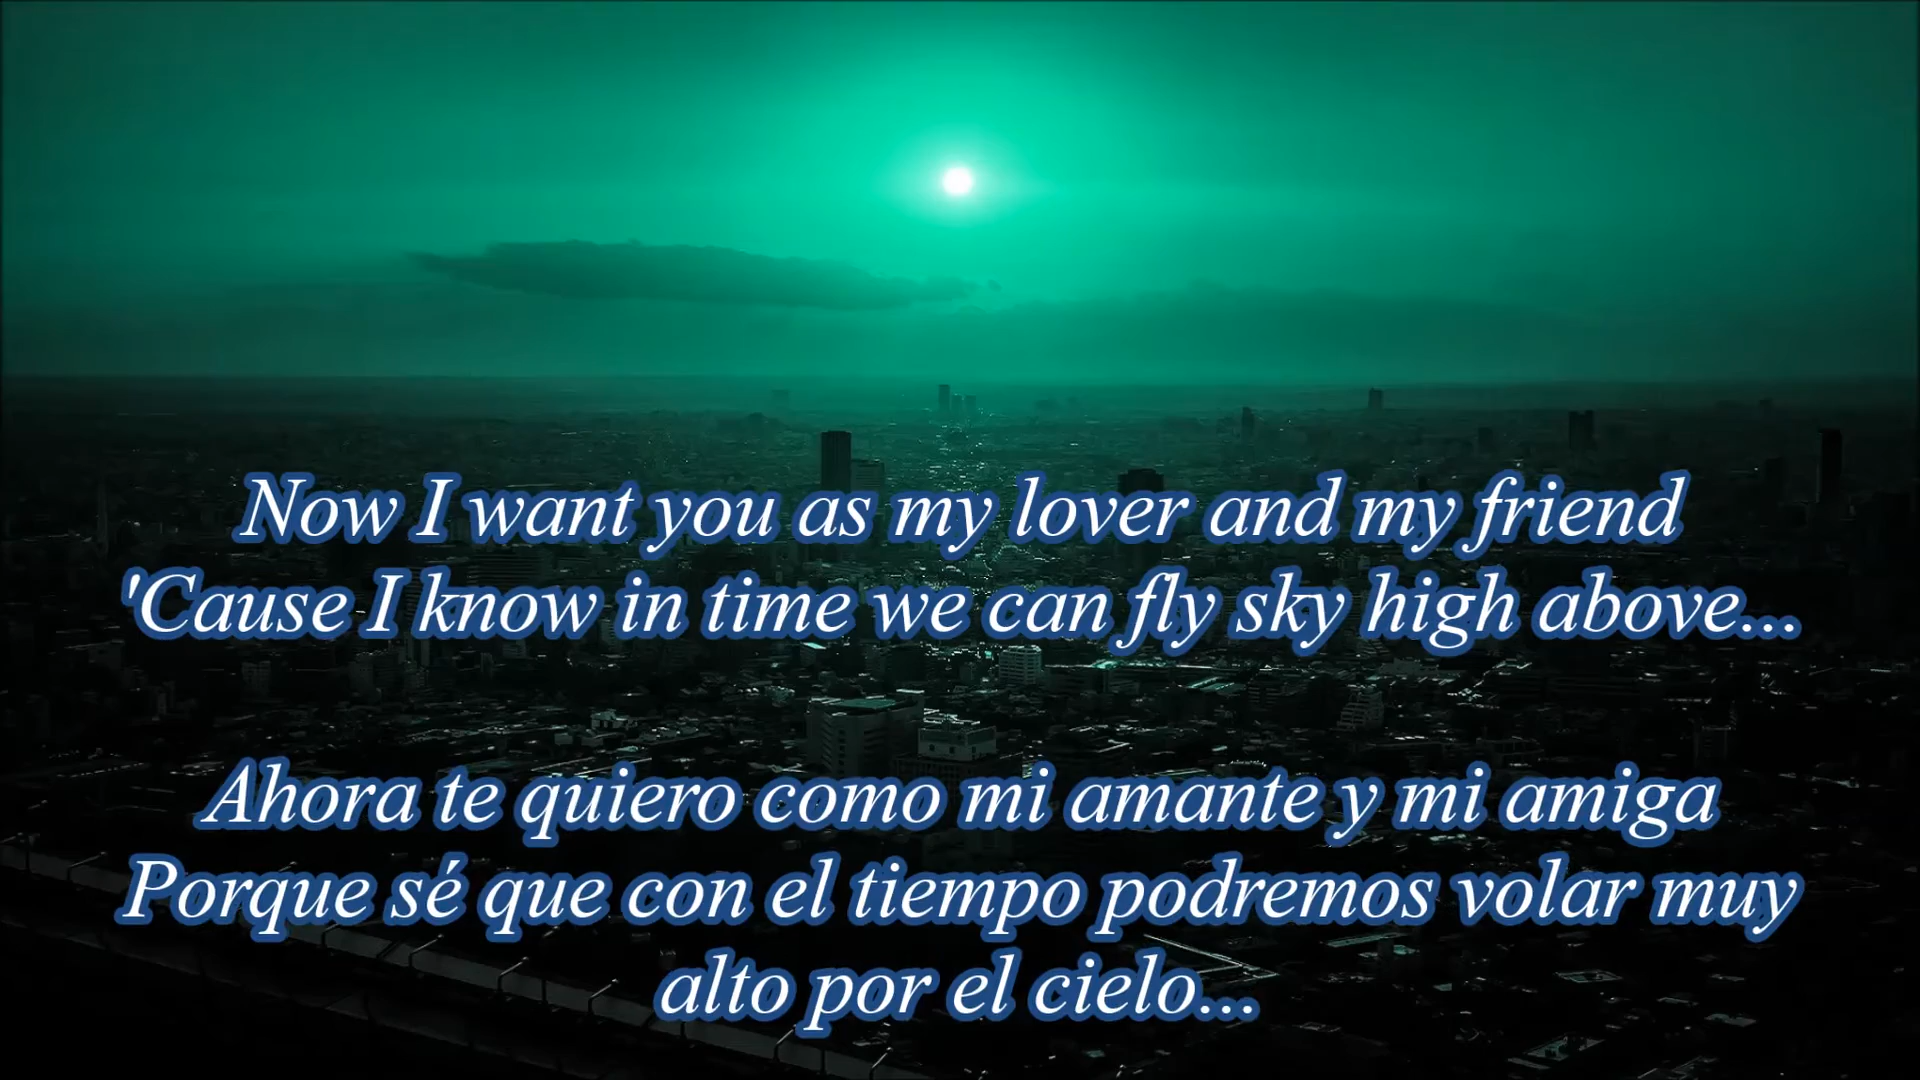 Now I want you as my lover and my friend
'Cause I know in time we can fly sky high above...
Ahora te quiero como mi amante y mi amiga
Porque sé que con el tiempo podremos volar muy
alto por el cielo...